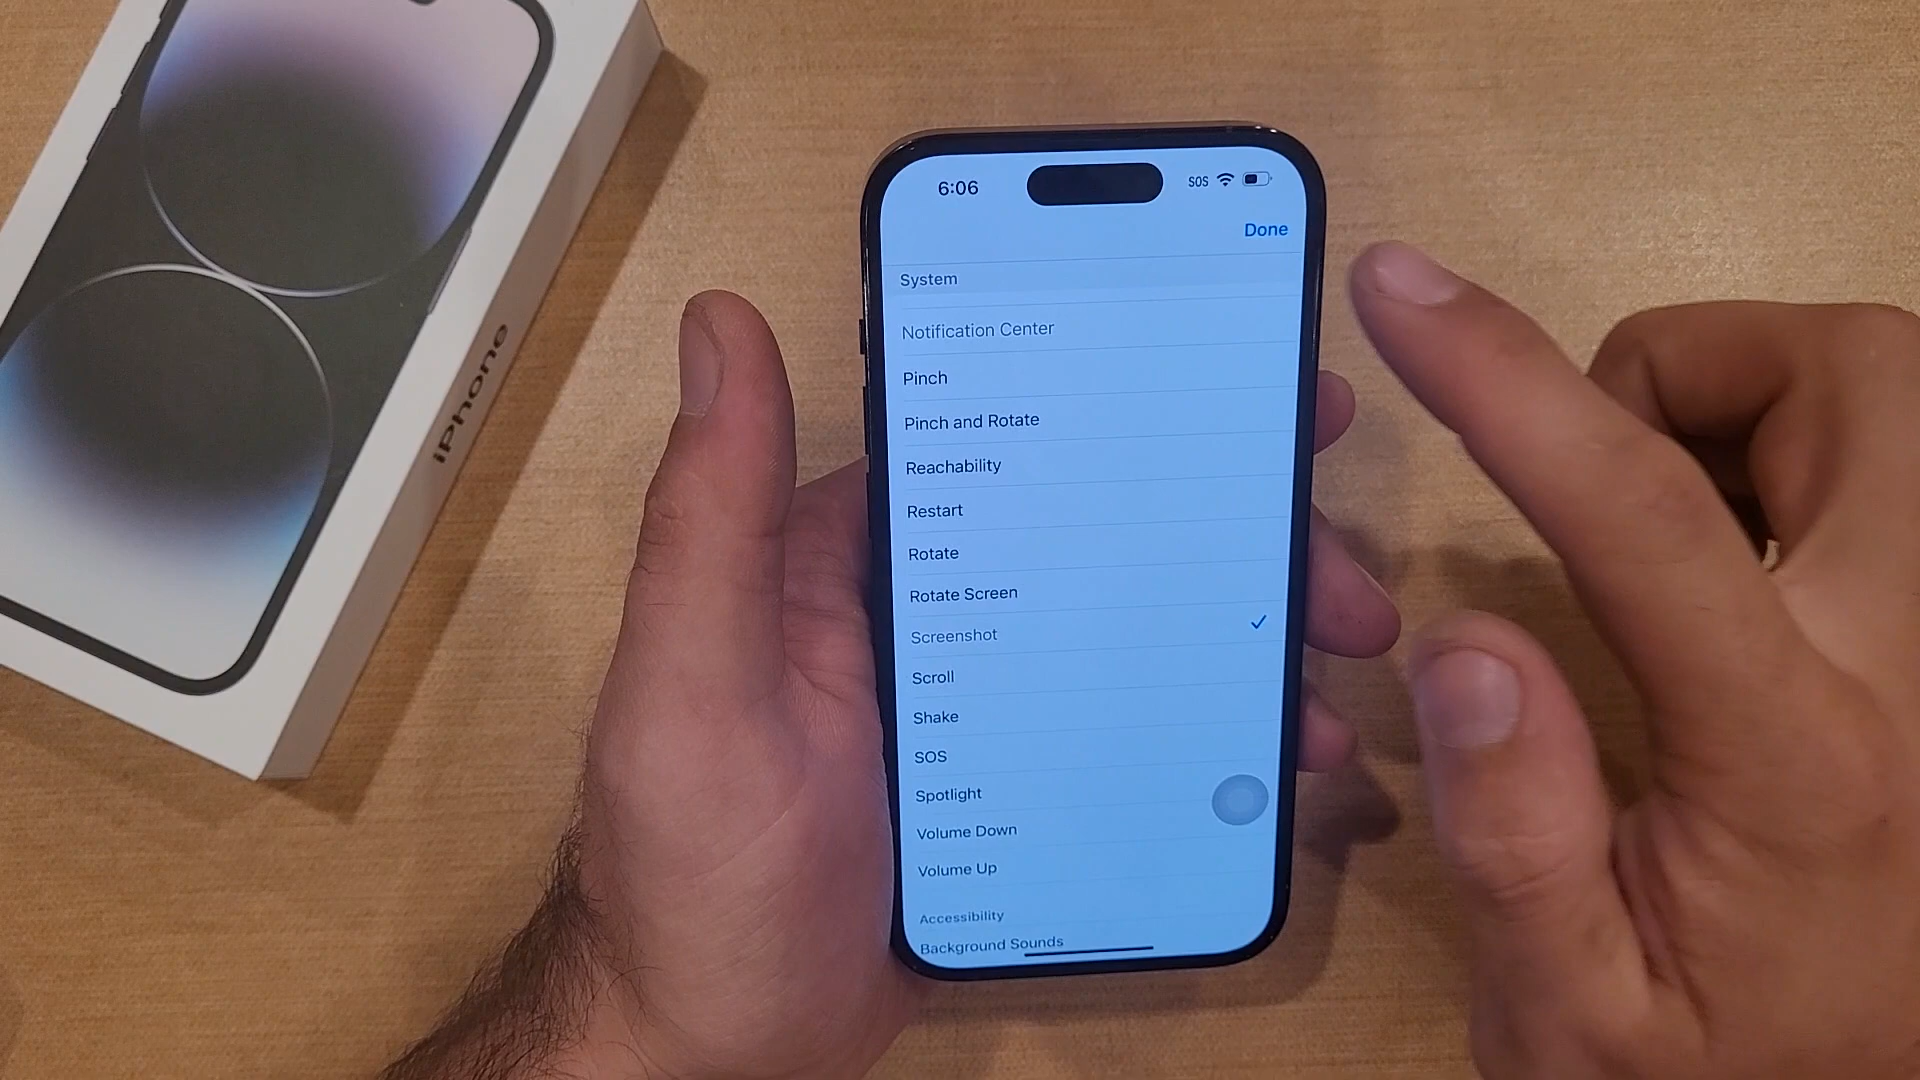 iPhone
6:06
SOS
Done
System
Notification Center
Pinch
Pinch and Rotate
Reachability
Restart
Rotate
Rotate Screen
Screenshot
Scroll
Shake
SOS
Spotlight
Volume Down
Volume Up
Accessibility
Background Sounds